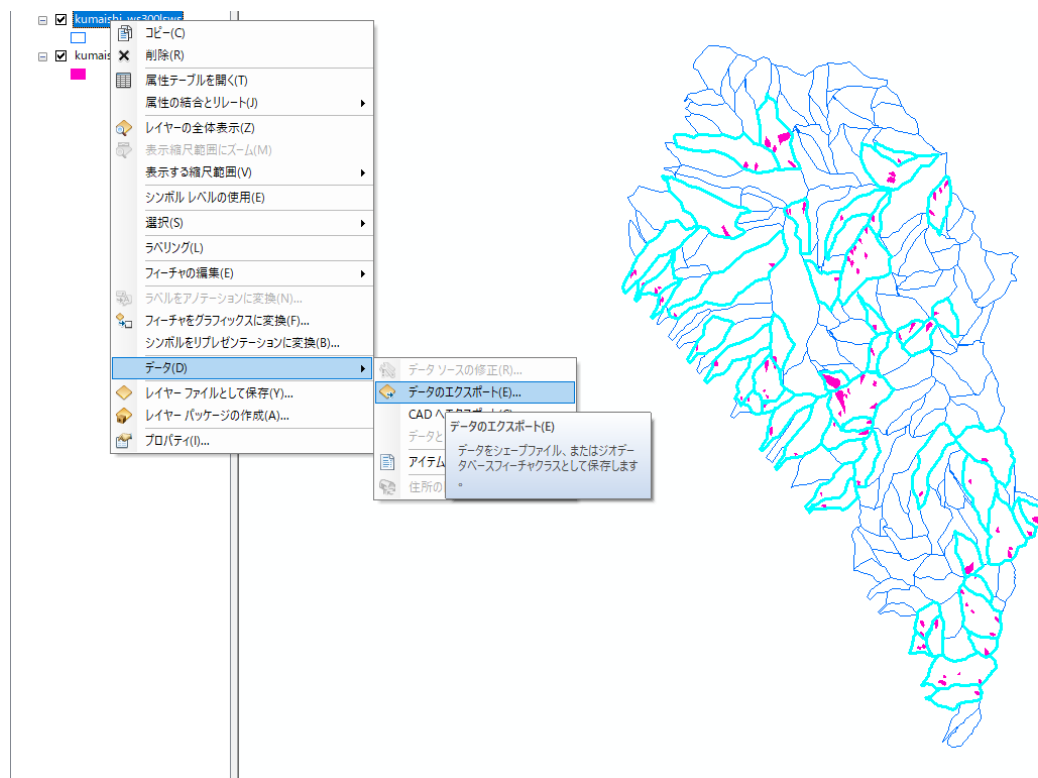 kumaishi_ws300lsws
kumais
コピー(C)
削除(R)
属性テーブルを開く(T)
属性の結合とリレート(J)
レイヤーの全体表示(Z)
表示縮尺範囲にズーム(M)
表示する縮尺範囲(V)
シンボル レベルの使用(E)
選択(S)
ラベリング(L)
フィーチャの編集(E)
ラベルをアノテーションに変換(N)...
フィーチャをグラフィックスに変換(F)...
シンボルをリプレゼンテーションに変換(B)...
データ(D)
レイヤー ファイルとして保存(Y)...
レイヤー パッケージの作成(A)...
プロパティ(I)...
データ ソースの修正(R)...
データのエクスポート(E)...
CAD へ
データと
アイテム
住所の
データのエクスポート(E)
データをシェープファイル、またはジオデ
ータベースフィーチャクラスとして保存します
。